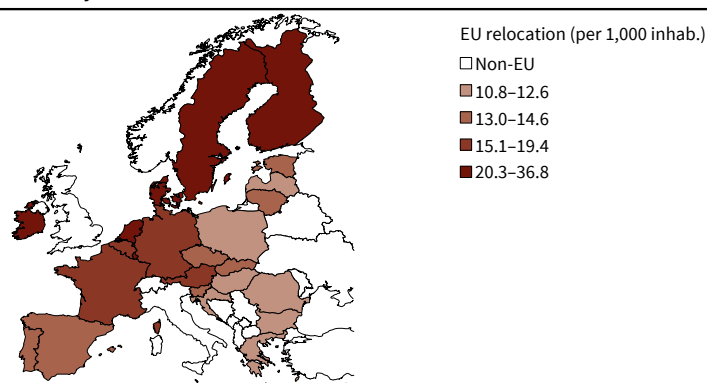 EU relocation (per 1,000 inhab.)
Non-EU
10.8–12.6
13.0–14.6
15.1–19.4
20.3–36.8